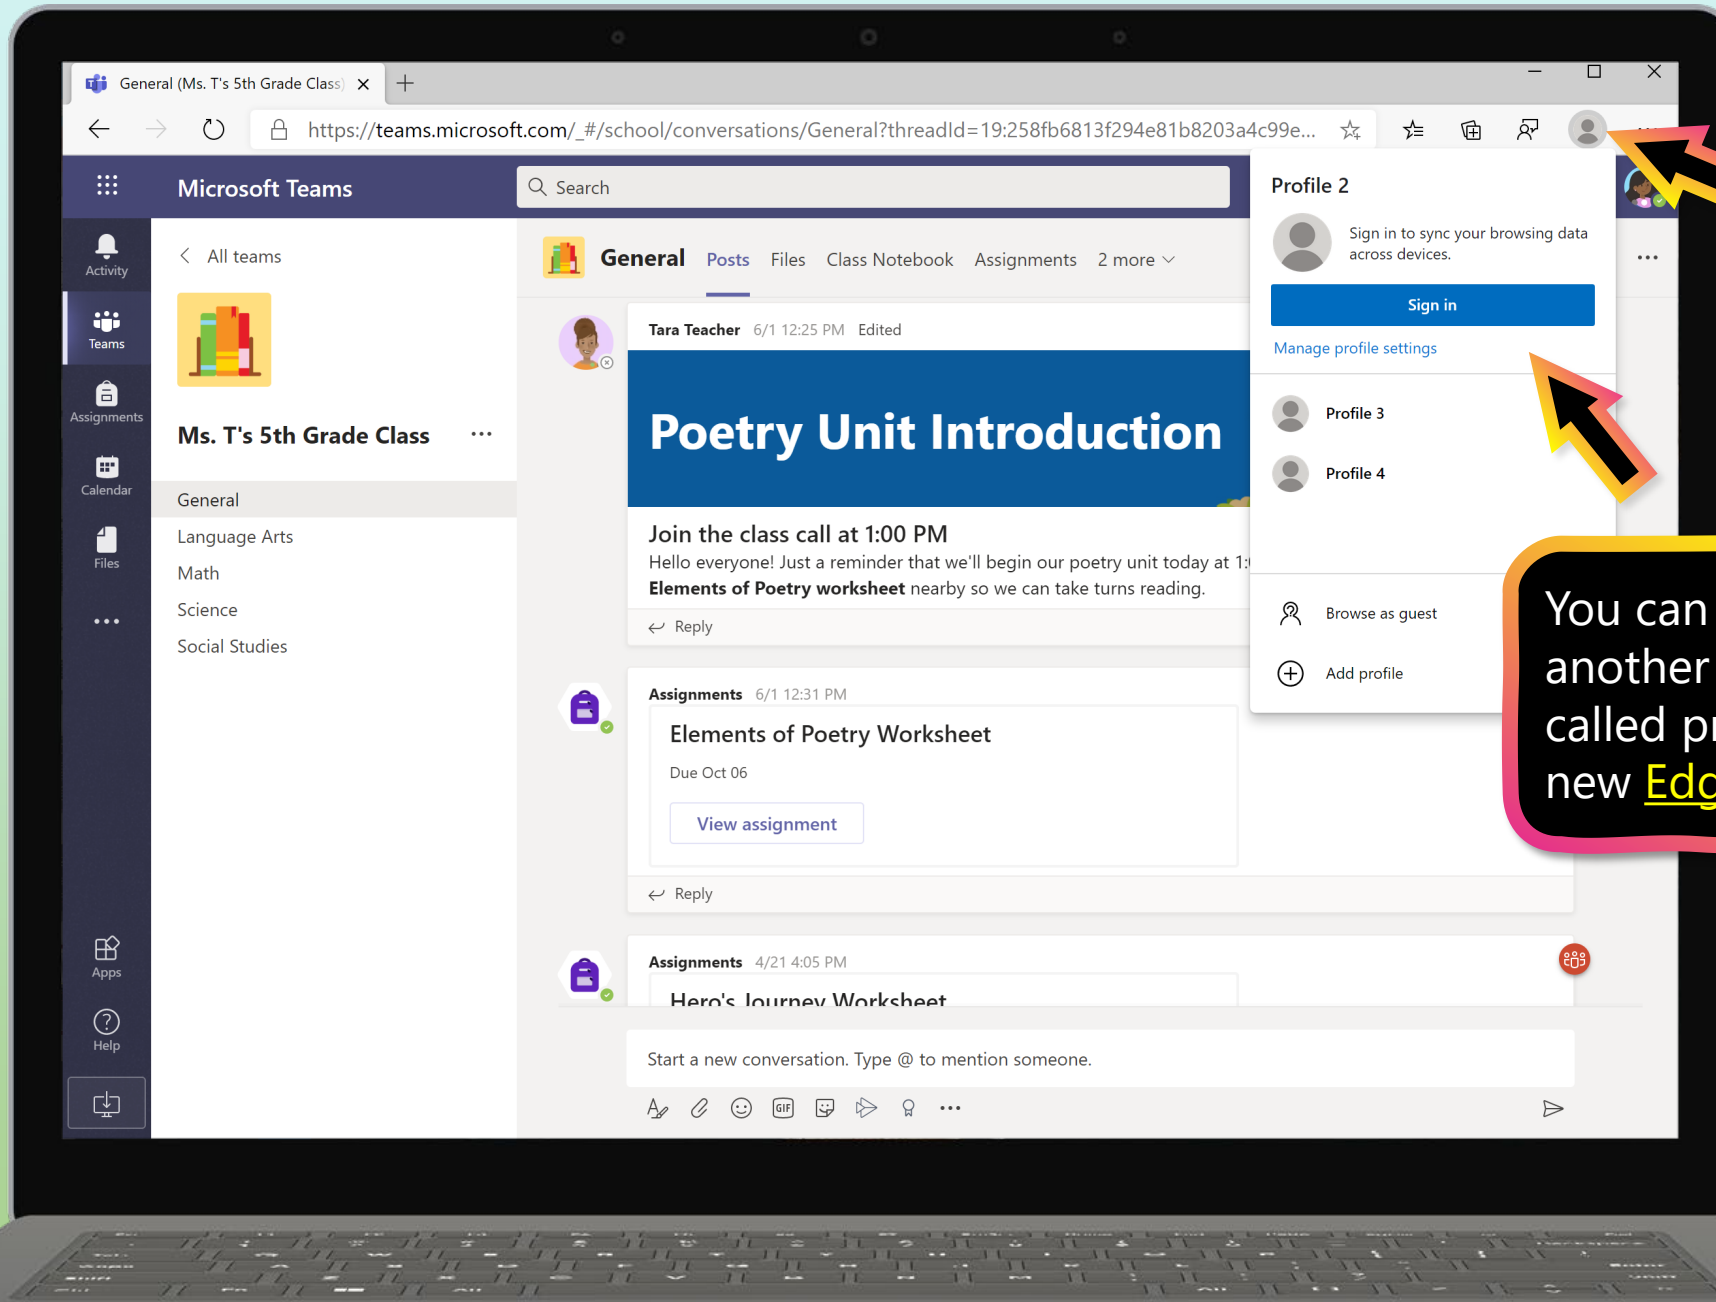 General (Ms. T's 5th Grade Class)
https://teams.microsoft.com/_#/school/conversations/General?threadId=19:258fb6813f294e81b8203a4c99e...
Microsoft Teams
Search
Activity
Teams
Assignments
Calendar
Files
Apps
Help
All teams
Ms. T's 5th Grade Class
General
Language Arts
Math
Science
Social Studies
General Posts Files Class Notebook Assignments 2 more
Tara Teacher 6/1 12:25 PM Edited
Poetry Unit Introduction
Join the class call at 1:00 PM
Hello everyone! Just a reminder that we'll begin our poetry unit today at
Elements of Poetry worksheet nearby so we can take turns reading.
Reply
Assignments 6/1 12:31 PM
Elements of Poetry Worksheet
Due Oct 06
View assignment
Reply
Assignments 4/21 4:05 PM
Hero's Journey Worksheet
Start a new conversation. Type @ to mention someone.
GIF
Profile 2
Sign in to sync your browsing data
across devices.
Sign in
Manage profile settings
Profile 3
Profile 4
Browse as guest
Add profile
You can
another
called
new